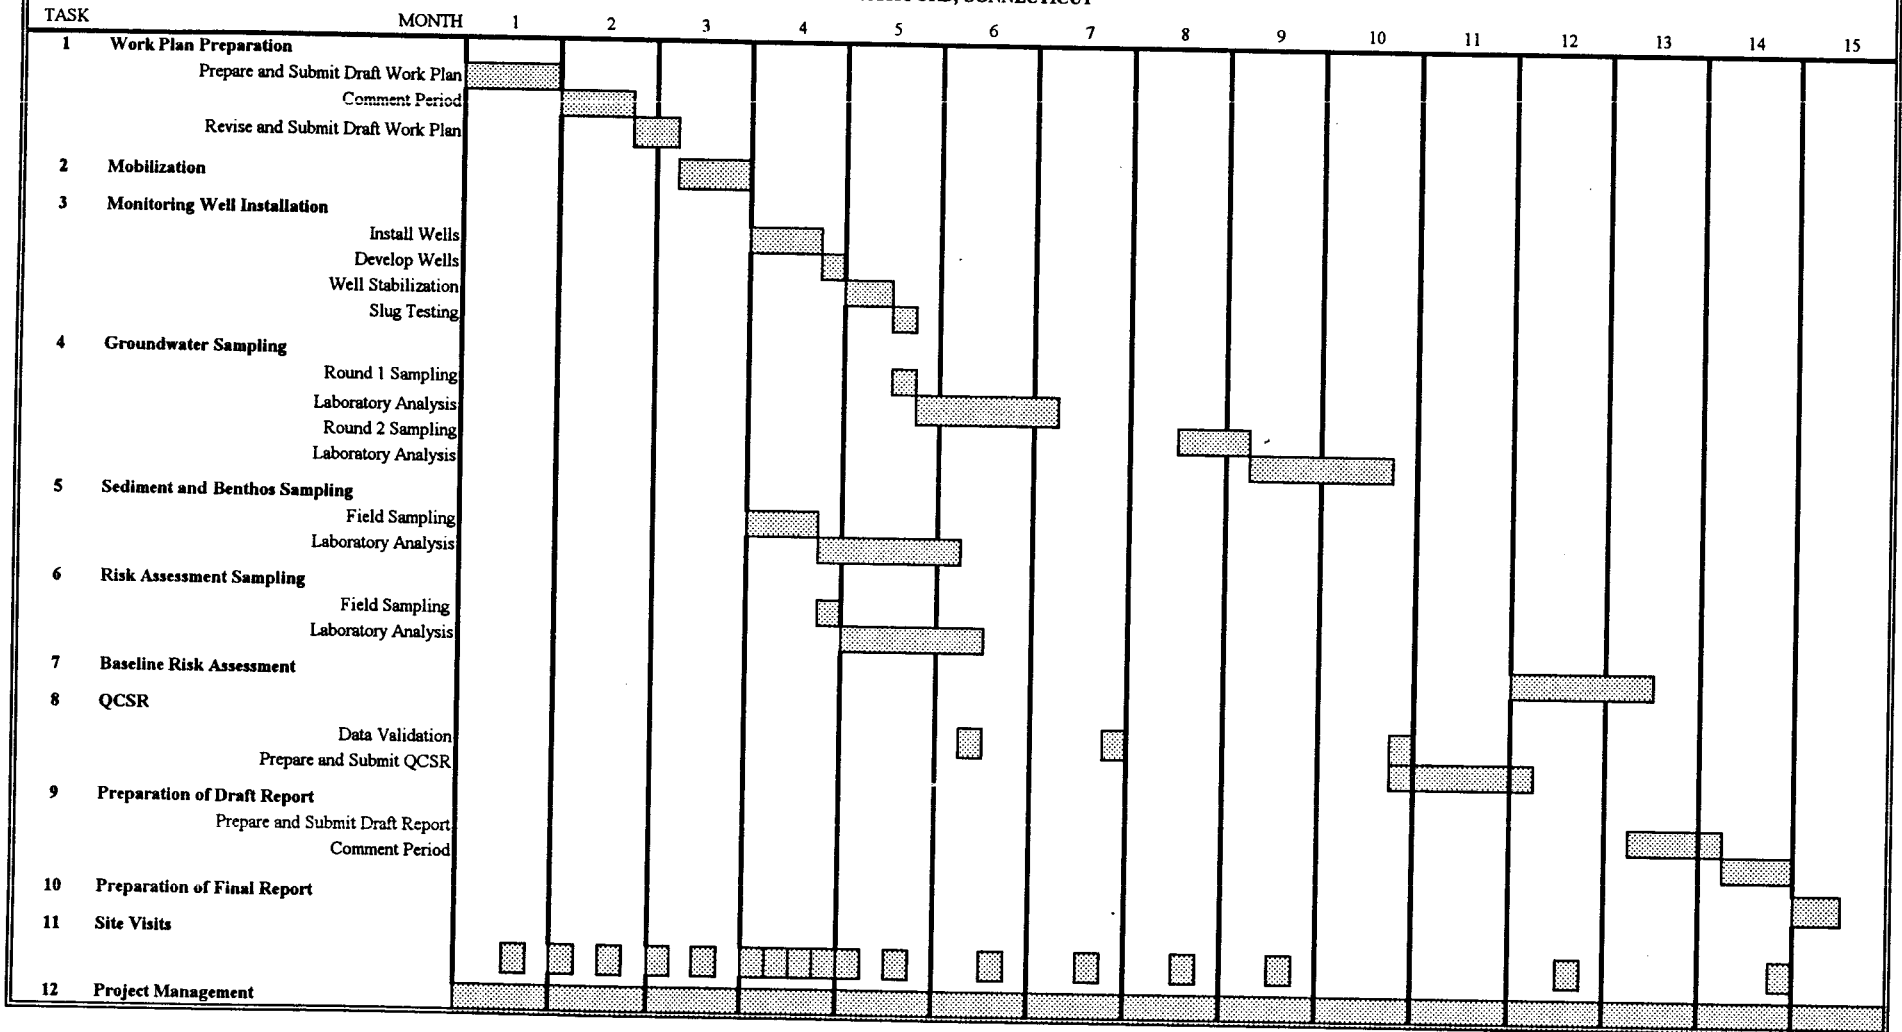 CONNECTICUT
TASK MONTH 1 2 3 4 5 6 7 8 9 10 11 12 13 14 15
1 Work Plan Preparation
Prepare and Submit Draft Work Plan
Comment Period
Revise and Submit Draft Work Plan
2 Mobilization
3 Monitoring Well Installation
Install Wells
Develop Wells
Well Stabilization
Slug Testing
4 Groundwater Sampling
Round 1 Sampling
Laboratory Analysis
Round 2 Sampling
Laboratory Analysis
5 Sediment and Benthos Sampling
Field Sampling
Laboratory Analysis
6 Risk Assessment Sampling
Field Sampling
Laboratory Analysis
7 Baseline Risk Assessment
8 QCSR
Data Validation
Prepare and Submit QCSR
9 Preparation of Draft Report
Prepare and Submit Draft Report
Comment Period
10 Preparation of Final Report
11 Site Visits
12 Project Management